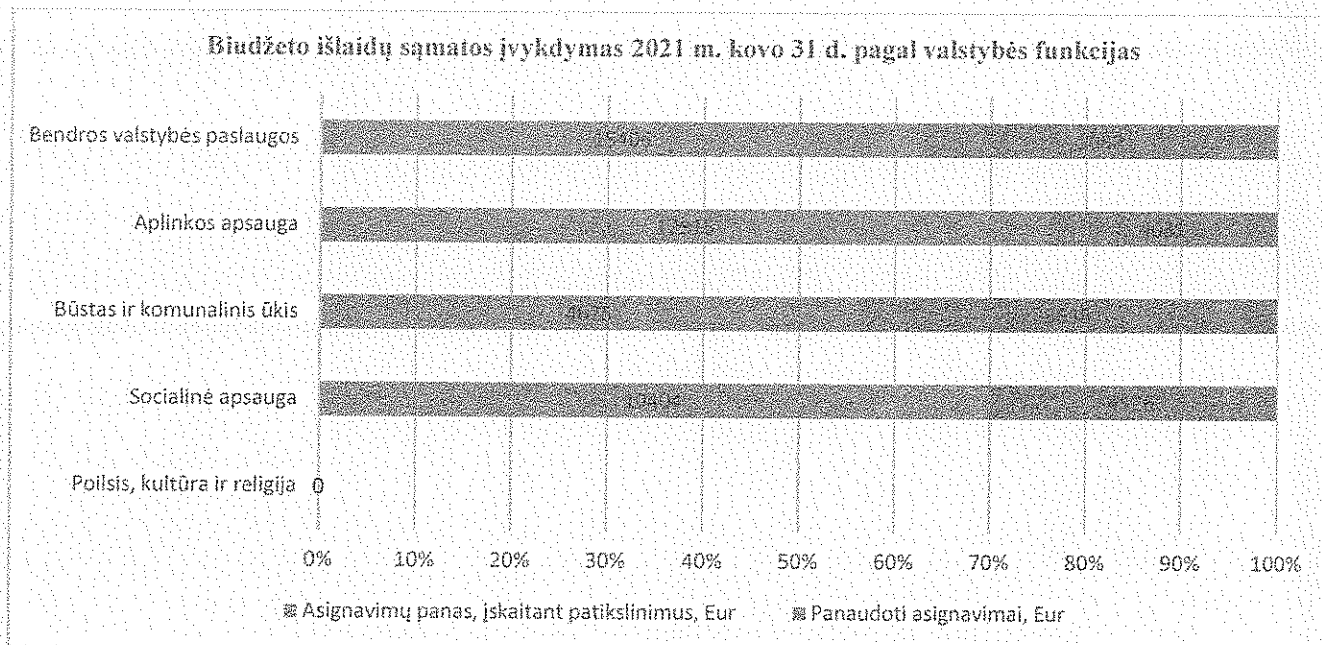 Biudžeto išlaidų sąmatos įvykdymas 2021 m. kovo 31 d. pagal valstybės funkcijas
Bendros valstybės paslaugos
Aplinkos apsauga
Būstas ir komunalinis ūkis
Socialinė apsauga
Poilsis, kultūra ir religija 0
0% 10% 20% 30% 40% 50% 60% 70% 80% 90% 100%
Asignavimų panas, įskaitant patikslinimus, Eur Panaudoti asignavimai, Eur